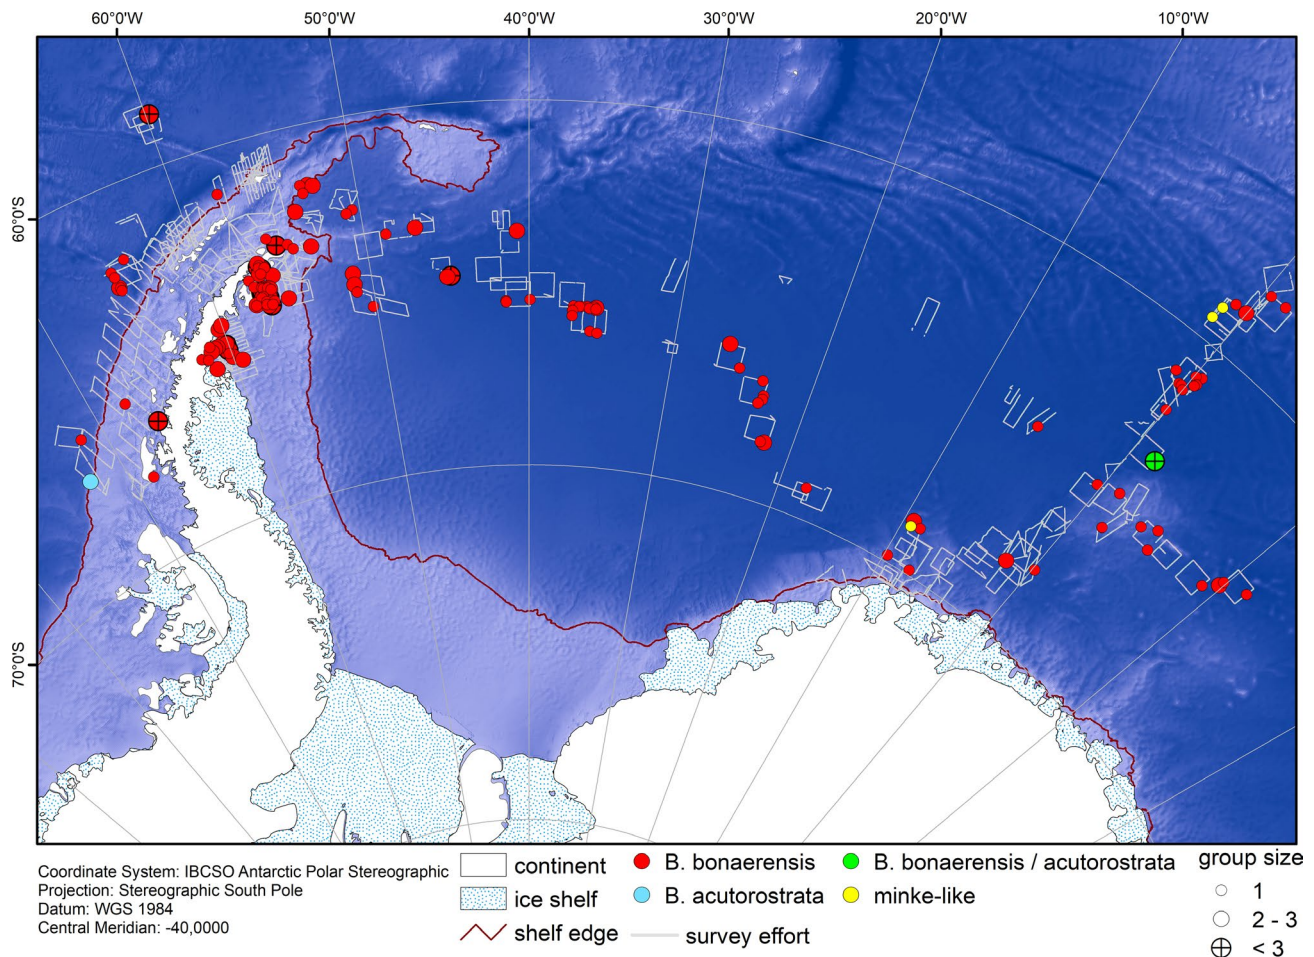 60°0'W 50°0'W 40°0'W 30°0'W 20°0'W 10°0'W
60°0'S
70°0'S
Coordinate System: IBCSO Antarctic Polar Stereographic
Projection: Stereographic South Pole
Datum: WGS 1984
Central Meridian: -40,0000
continent
ice shelf
shelf edge
B. bonaerensis
B. acutorostrata
survey effort
B. bonaerensis / acutorostrata
minke-like
group size
1
2 - 3
< 3